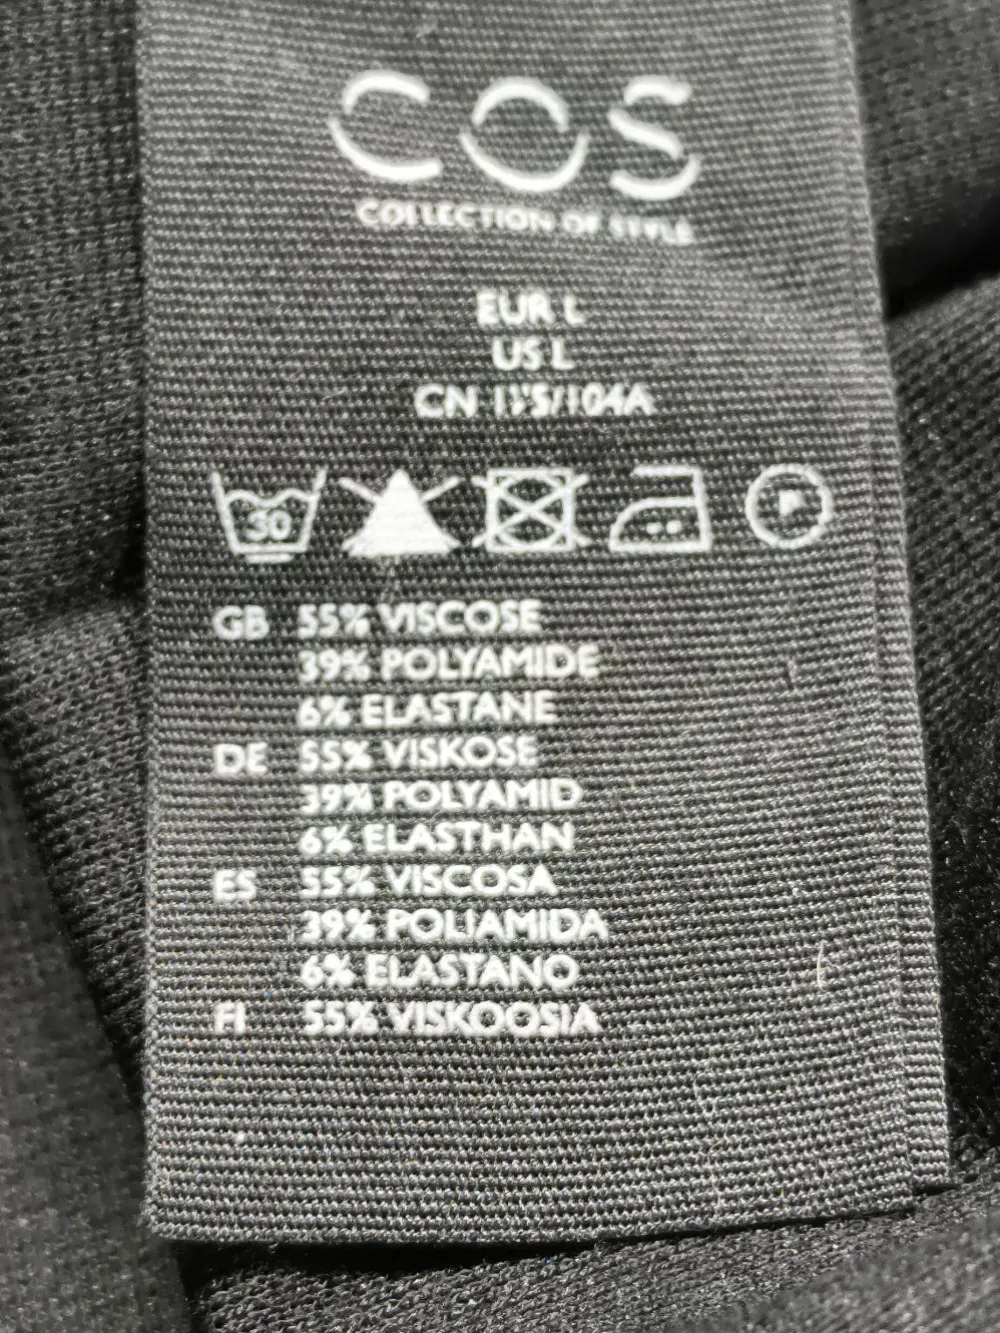 COS
COLLECTION OF STYLE
EUR L
US L
CN 175/104A
30 P
GB 55% VISCOSE
39% POLYAMIDE
6% ELASTANE
DE 55% VISKOSE
39% POLYAMID
6% ELASTHAN
ES 55% VISCOSA
39% POLIAMIDA
6% ELASTANO
FI 55% VISKOOSIA